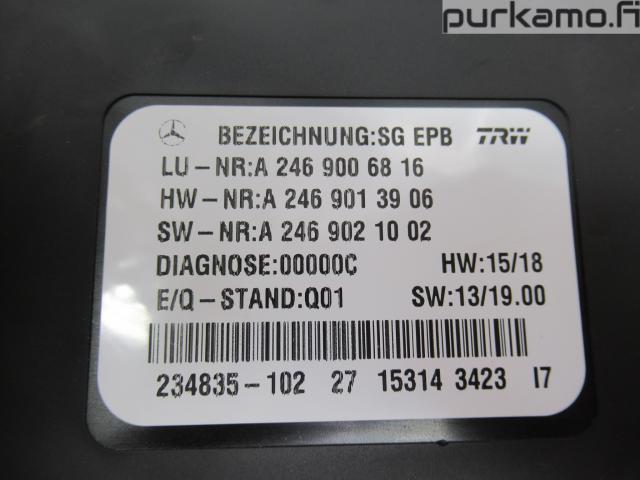 purkamo.fi
BEZEICHNUNG:SG EPB TRW
LU-NR:A 246 900 68 16
HW-NR:A 246 901 39 06
SW-NR:A 246 902 10 02
DIAGNOSE:00000C HW:15/18
E/Q-STAND:Q01 SW:13/19.00
234835-102 27 15314 3423 I7